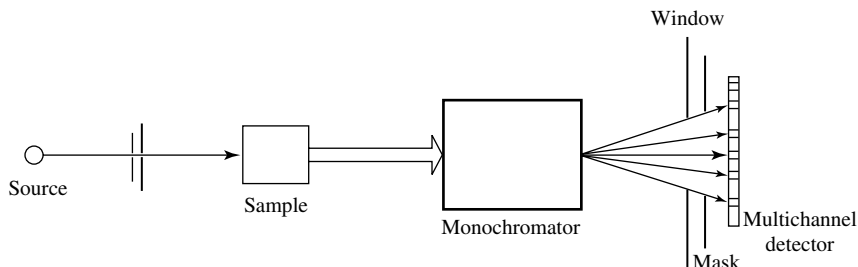 Window
Source
Sample
Monochromator
Multichannel
detector
Mask